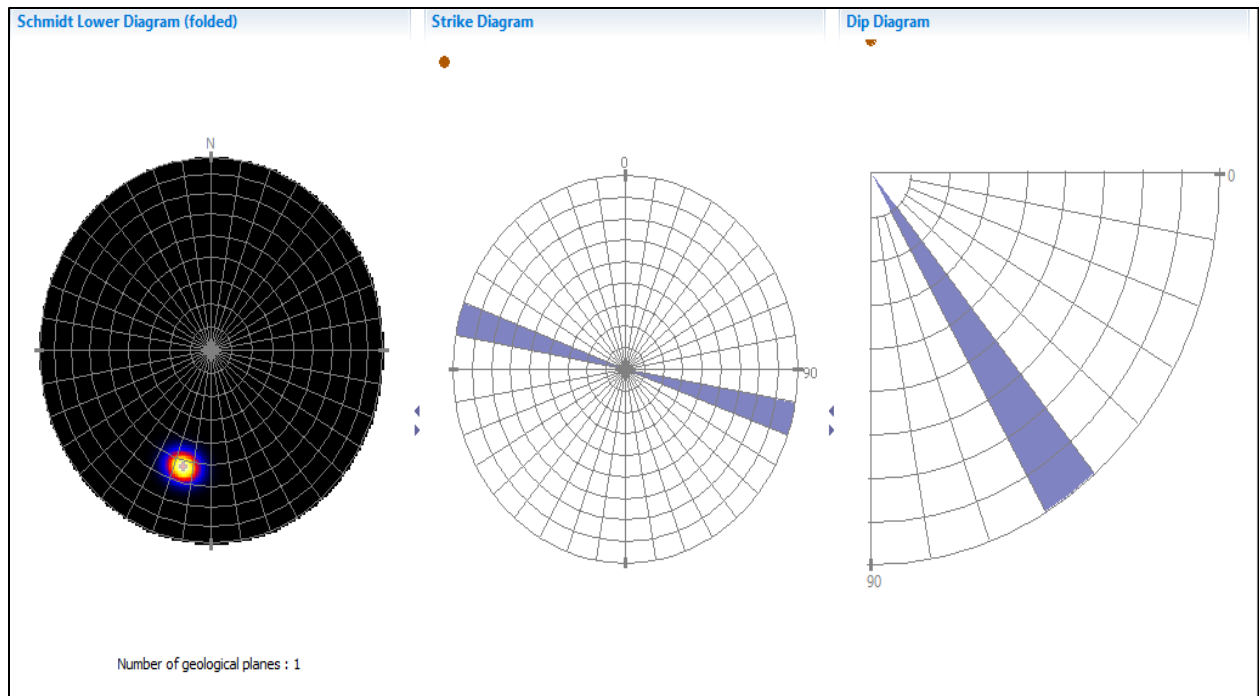 Schmidt Lower Diagram (folded)
Strike Diagram
Dip Diagram
N
0
90
0
90
Number of geological planes : 1